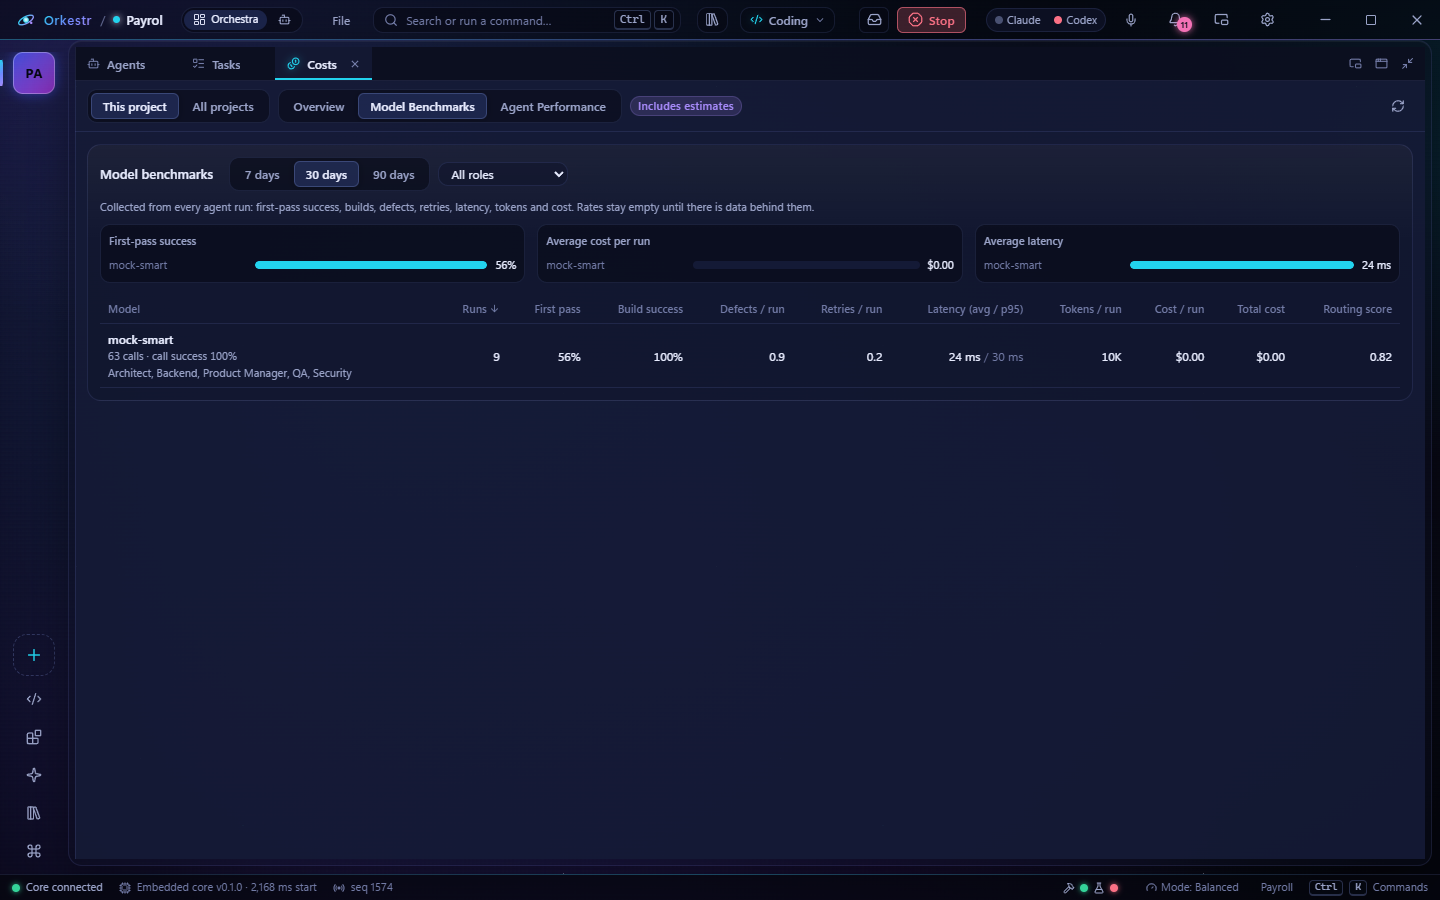 Orkestr / Payrol
Orchestra
File
Search or run a command... Ctrl K
Coding
Stop
Claude Codex
11
PA
Agents Tasks Costs
This project All projects Overview Model Benchmarks Agent Performance Includes estimates
Model benchmarks 7 days 30 days 90 days All roles
Collected from every agent run: first-pass success, builds, defects, retries, latency, tokens and cost. Rates stay empty until there is data behind them.
First-pass success
mock-smart 56%
Average cost per run
mock-smart $0.00
Average latency
mock-smart 24 ms
Model Runs ↓ First pass Build success Defects / run Retries / run Latency (avg / p95) Tokens / run Cost / run Total cost Routing score
mock-smart
63 calls · call success 100%
Architect, Backend, Product Manager, QA, Security
9 56% 100% 0.9 0.2 24 ms / 30 ms 10K $0.00 $0.00 0.82
Core connected Embedded core v0.1.0 · 2,168 ms start seq 1574 Mode: Balanced Payroll Ctrl K Commands